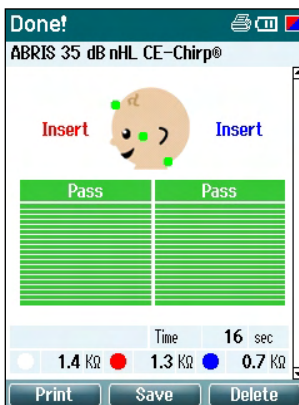 Done!
ABRIS 35 dB nHL CE-Chirp®
Insert Insert
Pass Pass
Time 16 sec
1.4 KΩ 1.3 KΩ 0.7 KΩ
Print Save Delete